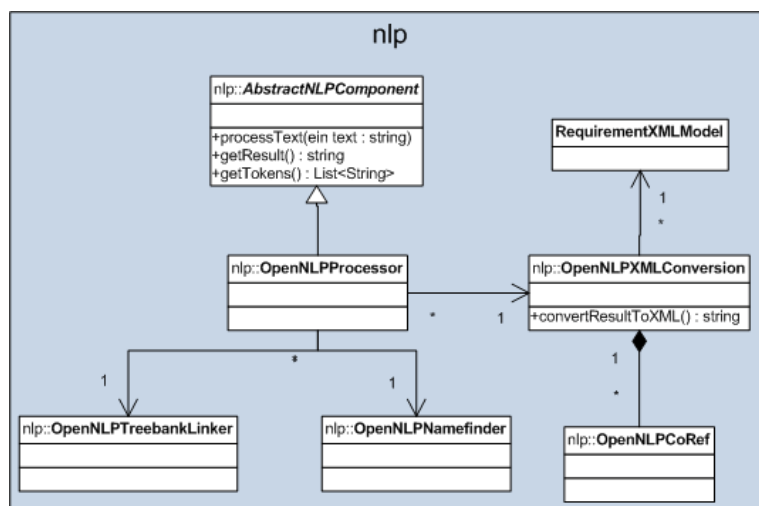 nlp
nlp::AbstractNLPComponent
+processText(ein text : string)
+getResult() : string
+getTokens() : List<String>
RequirementXMLModel
1
*
nlp::OpenNLPProcessor
nlp::OpenNLPXMLConversion
+convertResultToXML() : string
*
1
*
1
1
1
*
nlp::OpenNLPTreebankLinker
nlp::OpenNLPNamefinder
nlp::OpenNLPCoRef